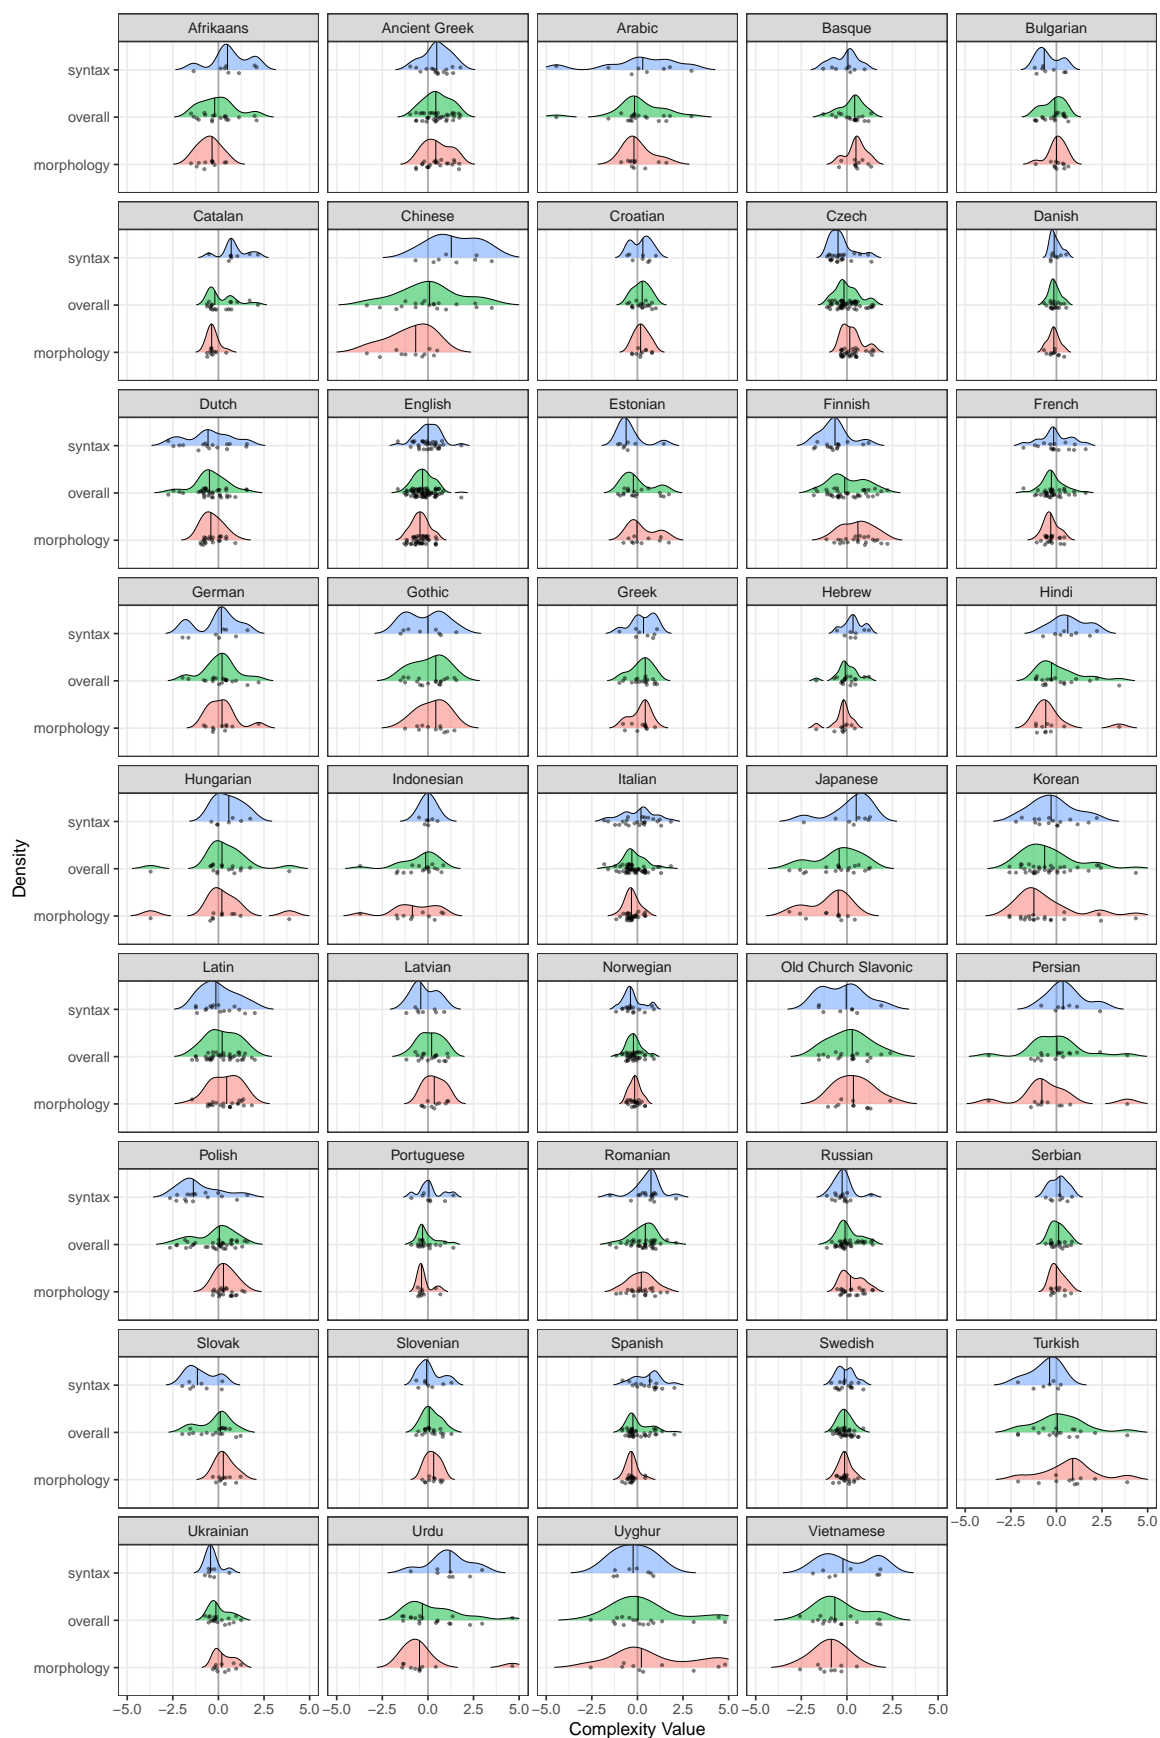 Afrikaans Ancient Greek Arabic Basque Bulgarian
syntax
overall
morphology
Catalan Chinese Croatian Czech Danish
syntax
overall
morphology
Dutch English Estonian Finnish French
syntax
overall
morphology
German Gothic Greek Hebrew Hindi
syntax
overall
morphology
Hungarian Indonesian Italian Japanese Korean
syntax
overall
morphology
Latin Latvian Norwegian Old Church Slavonic Persian
syntax
overall
morphology
Polish Portuguese Romanian Russian Serbian
syntax
overall
morphology
Slovak Slovenian Spanish Swedish Turkish
syntax
overall
morphology
−5.0 −2.5 0.0 2.5 5.0
Ukrainian Urdu Uyghur Vietnamese
syntax
overall
morphology
−5.0 −2.5 0.0 2.5 5.0 −5.0 −2.5 0.0 2.5 5.0 −5.0 −2.5 0.0 2.5 5.0 −5.0 −2.5 0.0 2.5 5.0
Complexity Value
Density